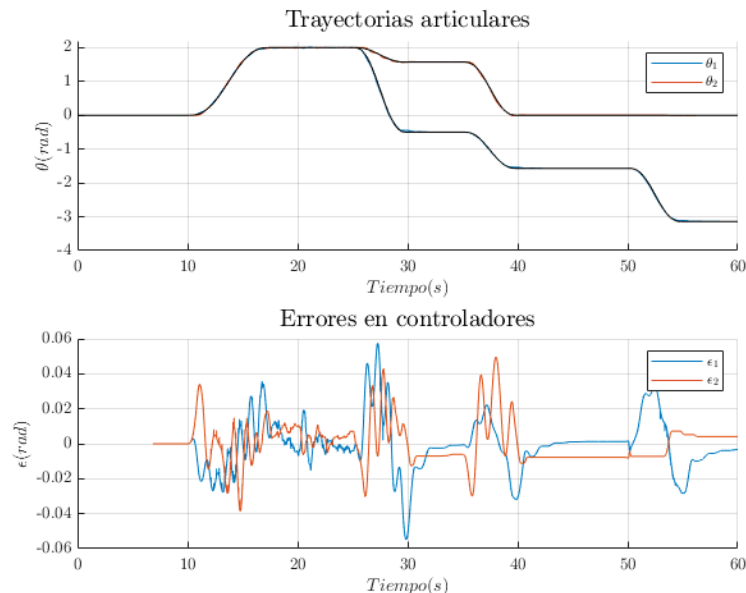 Trayectorias articulares
2
1
0
-1
-2
-3
-4
θ(rad)
θ₁
θ₂
0 10 20 30 40 50 60
Tiempo(s)
Errores en controladores
0.06
0.04
0.02
0
-0.02
-0.04
-0.06
ϵ(rad)
ϵ₁
ϵ₂
0 10 20 30 40 50 60
Tiempo(s)